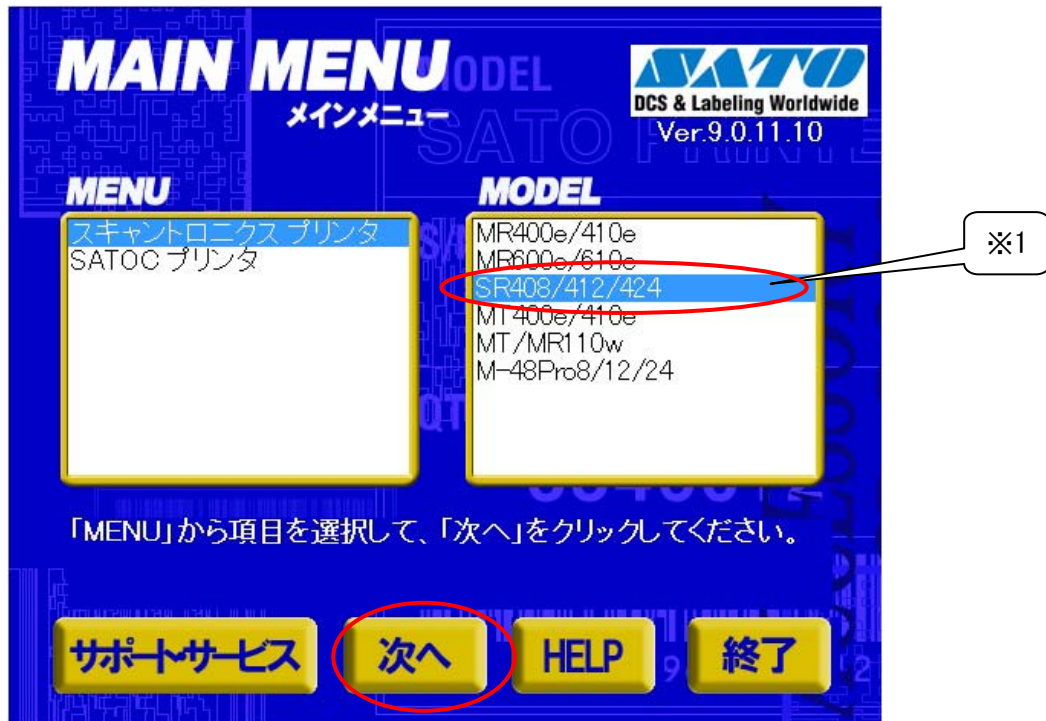 MAIN MENU
メインメニュー
SATO
DCS & Labeling Worldwide
Ver.9.0.11.10
MENU
スキャントロニクス プリンタ
SATOC プリンタ
MODEL
MR400e/410e
MR600e/610e
SR408/412/424
MT400e/410e
MT/MR110w
M-48Pro8/12/24
※1
「MENU」から項目を選択して、「次へ」をクリックしてください。
サポート・サービス
次へ
HELP
終了